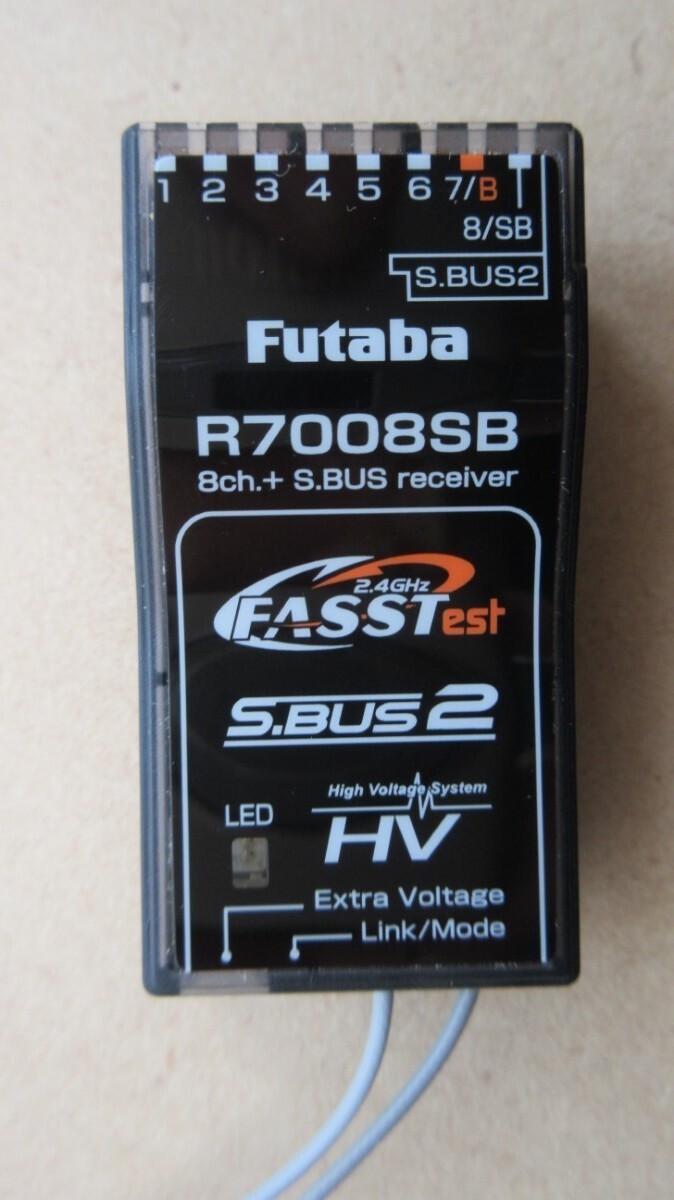 1 2 3 4 5 6 7/B
8/SB
S.BUS2
Futaba
R7008SB
8ch.+ S.BUS receiver
2.4GHz
FASSTest
S.BUS2
High Voltage System
HV
LED
Extra Voltage
Link/Mode